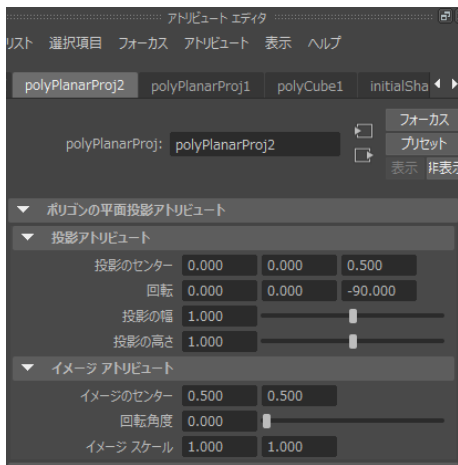 アトリビュート エディタ
リスト 選択項目 フォーカス アトリビュート 表示 ヘルプ
polyPlanarProj2 polyPlanarProj1 polyCube1 initialSha
フォーカス
polyPlanarProj: polyPlanarProj2 プリセット
表示 非表示
ポリゴンの平面投影アトリビュート
投影アトリビュート
投影のセンター 0.000 0.000 0.500
回転 0.000 0.000 -90.000
投影の幅 1.000
投影の高さ 1.000
イメージ アトリビュート
イメージのセンター 0.500 0.500
回転角度 0.000
イメージ スケール 1.000 1.000